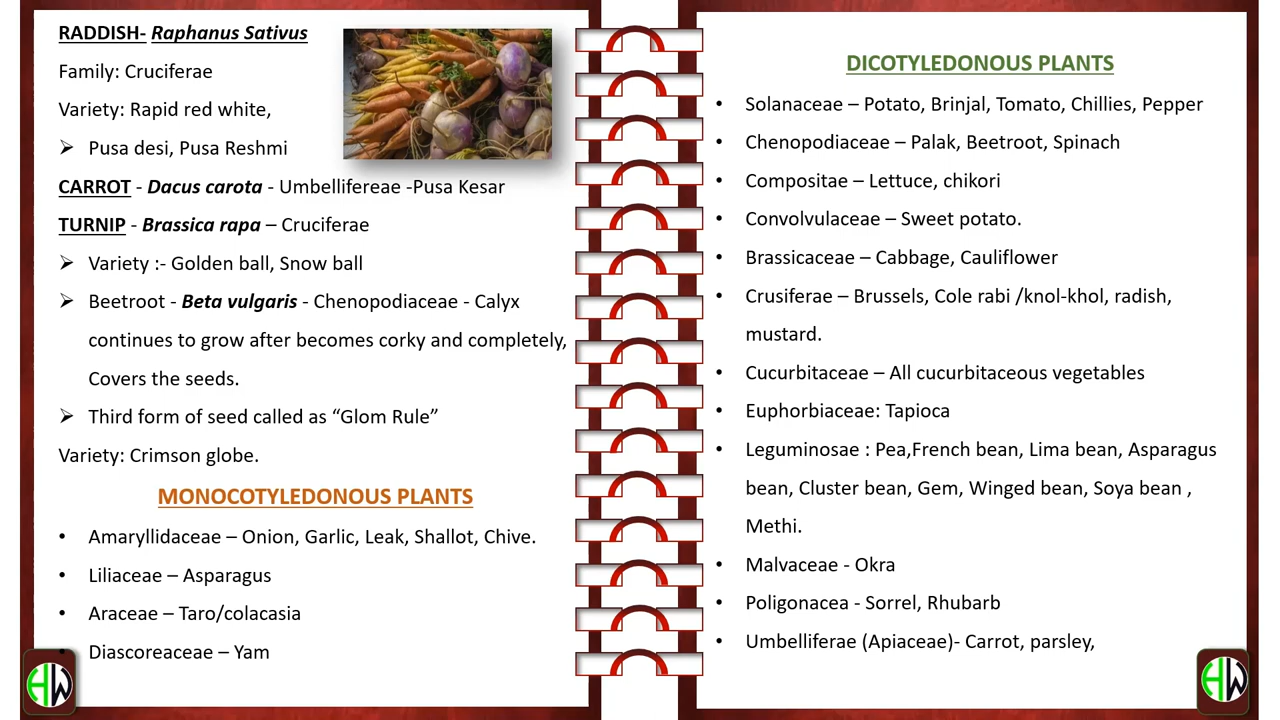 RADDISH- Raphanus Sativus
Family: Cruciferae
Variety: Rapid red white,
Pusa desi, Pusa Reshmi
CARROT - Dacus carota - Umbellifereae -Pusa Kesar
TURNIP - Brassica rapa – Cruciferae
Variety :- Golden ball, Snow ball
Beetroot - Beta vulgaris - Chenopodiaceae - Calyx
continues to grow after becomes corky and completely,
Covers the seeds.
Third form of seed called as “Glom Rule”
Variety: Crimson globe.
MONOCOTYLEDONOUS PLANTS
• Amaryllidaceae – Onion, Garlic, Leak, Shallot, Chive.
• Liliaceae – Asparagus
• Araceae – Taro/colacasia
• Diascoreaceae – Yam
HW
DICOTYLEDONOUS PLANTS
• Solanaceae – Potato, Brinjal, Tomato, Chillies, Pepper
• Chenopodiaceae – Palak, Beetroot, Spinach
• Compositae – Lettuce, chikori
• Convolvulaceae – Sweet potato.
• Brassicaceae – Cabbage, Cauliflower
• Crusiferae – Brussels, Cole rabi /knol-khol, radish,
mustard.
• Cucurbitaceae – All cucurbitaceous vegetables
• Euphorbiaceae: Tapioca
• Leguminosae : Pea,French bean, Lima bean, Asparagus
bean, Cluster bean, Gem, Winged bean, Soya bean ,
Methi.
• Malvaceae - Okra
• Poligonacea - Sorrel, Rhubarb
• Umbelliferae (Apiaceae)- Carrot, parsley,
HW